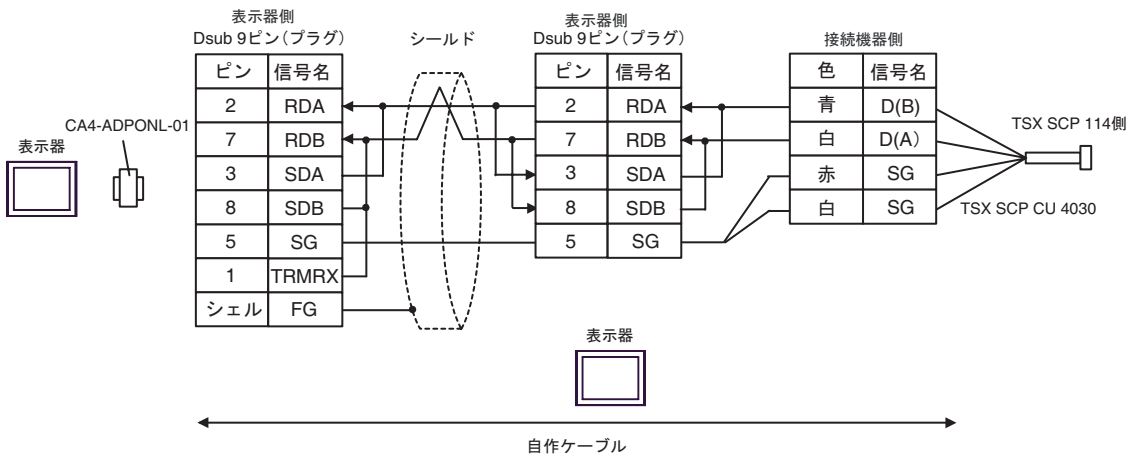 表示器側
Dsub 9ピン（プラグ）
シールド
表示器側
Dsub 9ピン（プラグ）
接続機器側
CA4-ADPONL-01
表示器
ピン 信号名
2 RDA
7 RDB
3 SDA
8 SDB
5 SG
1 TRMRX
シェル FG
ピン 信号名
2 RDA
7 RDB
3 SDA
8 SDB
5 SG
色 信号名
青 D(B)
白 D(A）
赤 SG
白 SG
TSX SCP 114側
TSX SCP CU 4030
表示器
自作ケーブル